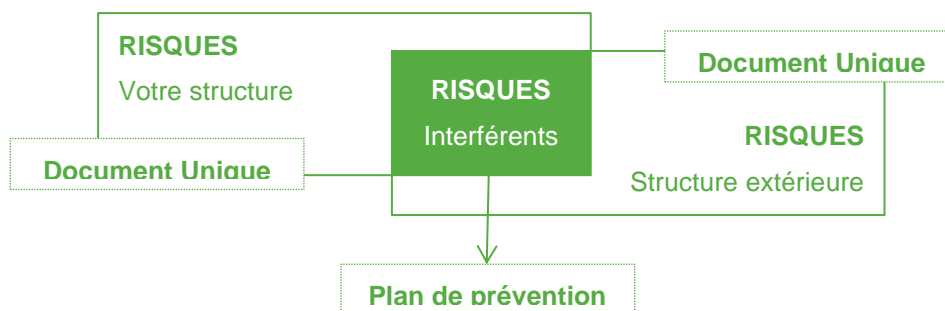 RISQUES
Votre structure
Document Unique
RISQUES
Interférents
Document Unique
RISQUES
Structure extérieure
Plan de prévention